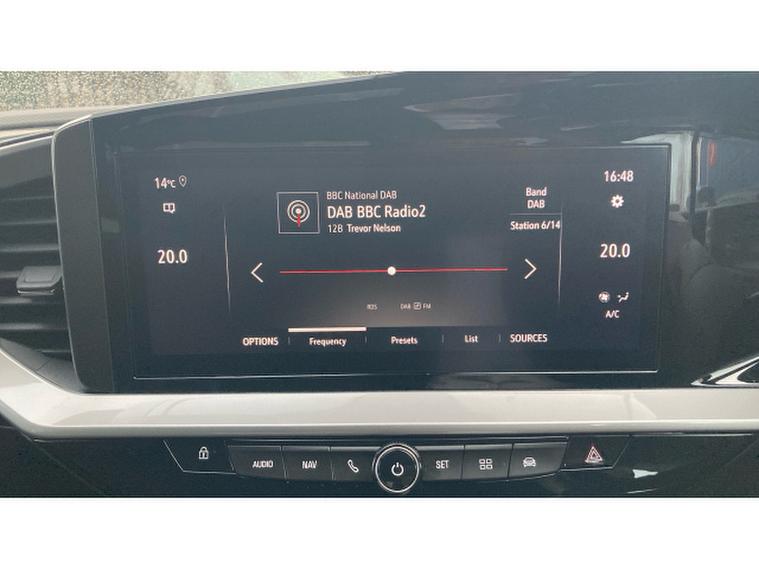 14°C
16:48
BBC National DAB
DAB BBC Radio2
12B Trevor Nelson
Band
DAB
Station 6/14
20.0
20.0
RDS DAB FM
A/C
OPTIONS Frequency Presets List SOURCES
AUDIO NAV SET